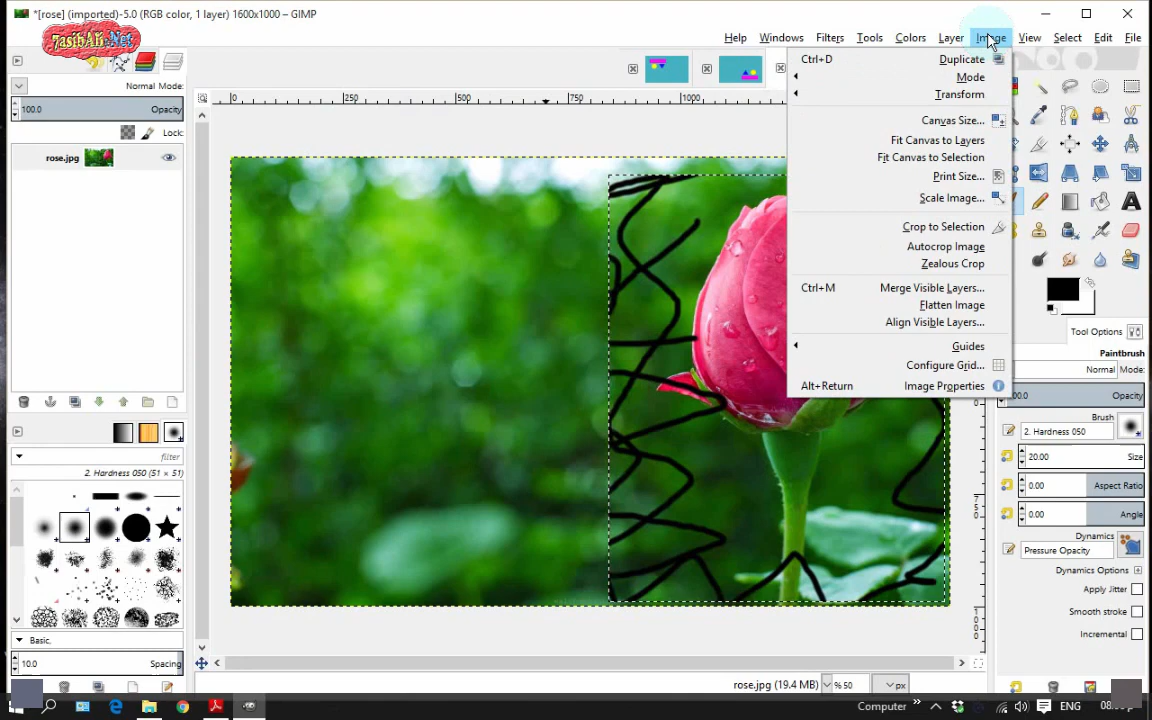 *[rose] (imported)-5.0 (RGB color, 1 layer) 1600x1000 – GIMP
7asibAk.Net
Help Windows Filters Tools Colors Layer Image View Select Edit File
Ctrl+D Duplicate
Mode
Transform
Canvas Size...
Fit Canvas to Layers
Fit Canvas to Selection
Print Size...
Scale Image...
Crop to Selection
Autocrop Image
Zealous Crop
Ctrl+M Merge Visible Layers...
Flatten Image
Align Visible Layers...
Guides
Configure Grid...
Alt+Return Image Properties
Normal Mode:
100.0 Opacity
Lock:
rose.jpg
0 250 500 750 1000
filter
2. Hardness 050 (51 × 51)
Basic,
10.0 Spacing
Tool Options
Paintbrush
Normal Mode:
Opacity
Brush
2. Hardness 050
20.00 Size
0.00 Aspect Ratio
0.00 Angle
Dynamics
Pressure Opacity
Dynamics Options
Apply Jitter
Smooth stroke
Incremental
rose.jpg (19.4 MB) % 50 px
Computer » ENG